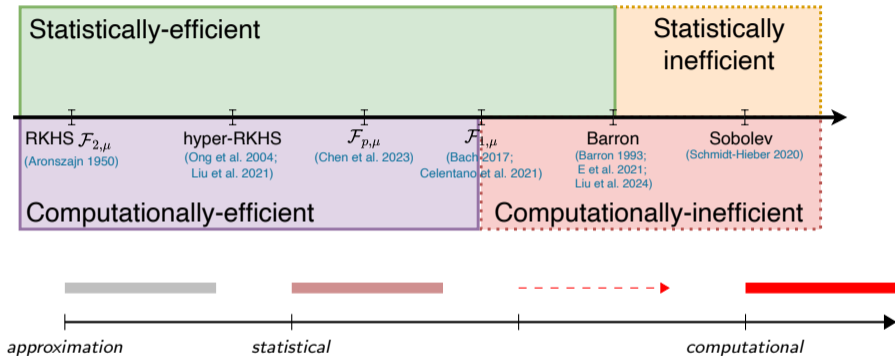 Statistically-efficient
Statistically
inefficient
RKHS 𝓕₂,μ
(Aronszajn 1950)
hyper-RKHS
(Ong et al. 2004;
Liu et al. 2021)
𝓕ₚ,μ
(Chen et al. 2023)
𝓕₁,μ
(Bach 2017;
Celentano et al. 2021)
Barron
(Barron 1993;
E et al. 2021;
Liu et al. 2024)
Sobolev
(Schmidt-Hieber 2020)
Computationally-efficient
Computationally-inefficient
approximation
statistical
computational